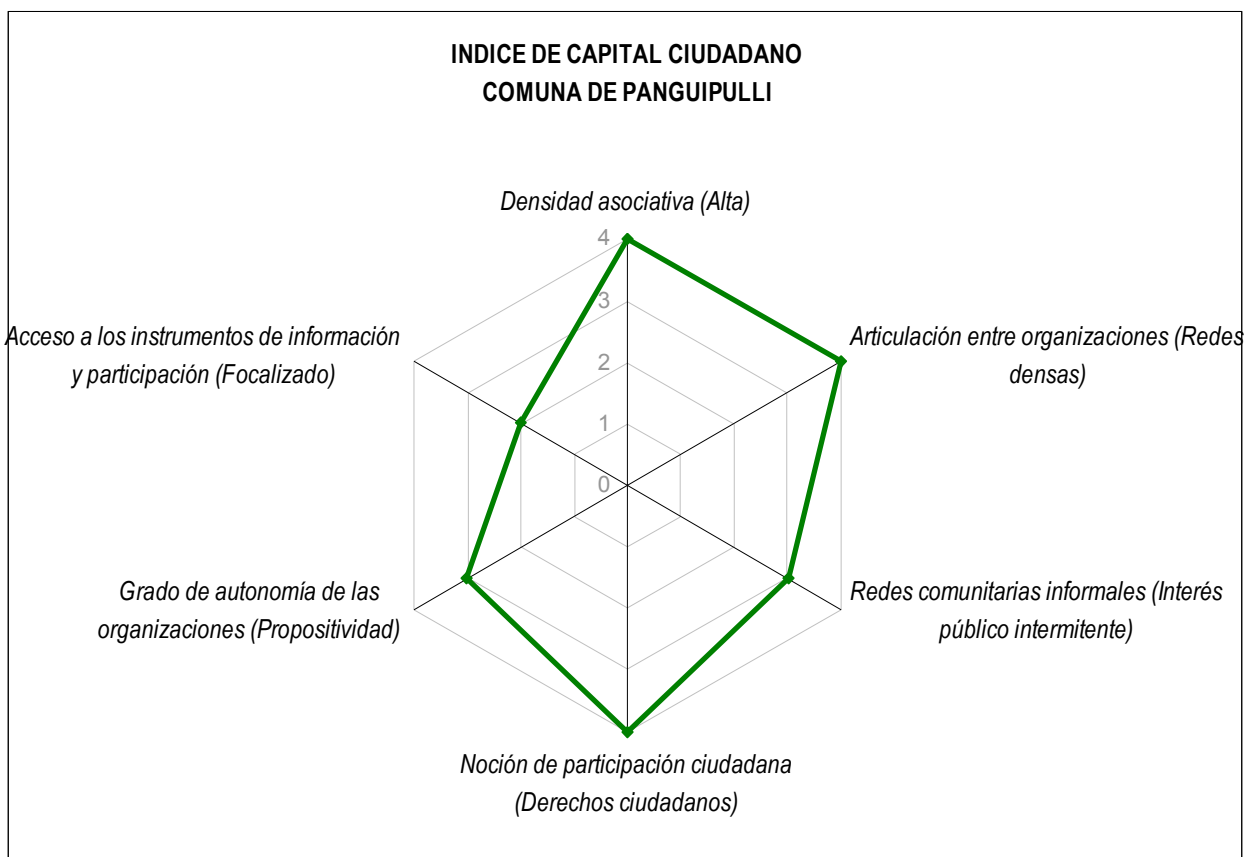 INDICE DE CAPITAL CIUDADANO
COMUNA DE PANGUIPULLI
Densidad asociativa (Alta)
4
3
2
1
0
Acceso a los instrumentos de información
y participación (Focalizado)
Articulación entre organizaciones (Redes
densas)
Grado de autonomía de las
organizaciones (Propositividad)
Redes comunitarias informales (Interés
público intermitente)
Noción de participación ciudadana
(Derechos ciudadanos)